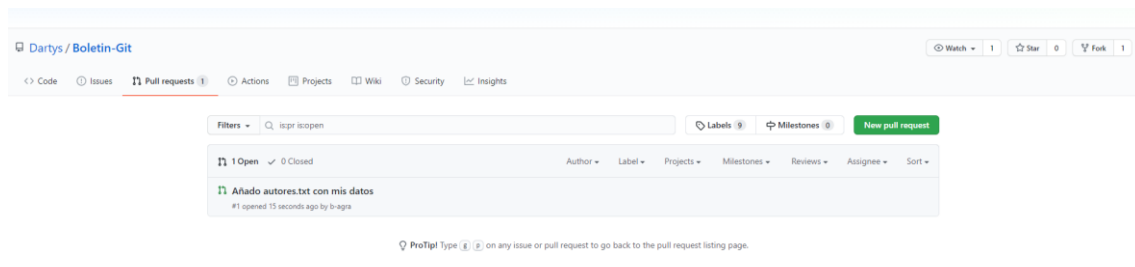 Dartys / Boletin-Git
Watch 1 Star 0 Fork 1
Code Issues Pull requests 1 Actions Projects Wiki Security Insights
Filters is:pr is:open Labels 9 Milestones 0 New pull request
1 Open 0 Closed Author Label Projects Milestones Reviews Assignee Sort
Añado autores.txt con mis datos
#1 opened 15 seconds ago by b-agra
ProTip! Type g p on any issue or pull request to go back to the pull request listing page.